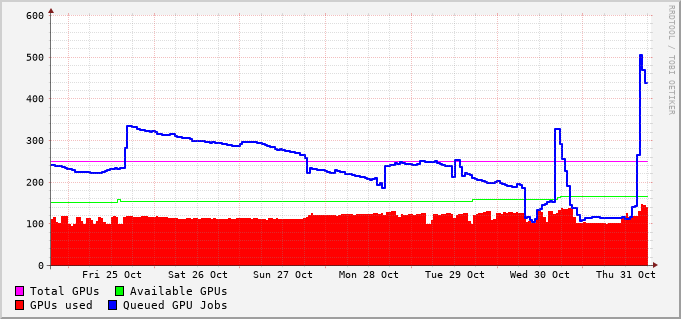 600
500
400
300
200
100
0
Fri 25 Oct Sat 26 Oct Sun 27 Oct Mon 28 Oct Tue 29 Oct Wed 30 Oct Thu 31 Oct
Total GPUs Available GPUs
GPUs used Queued GPU Jobs
RRDTOOL / TOBI OETIKER